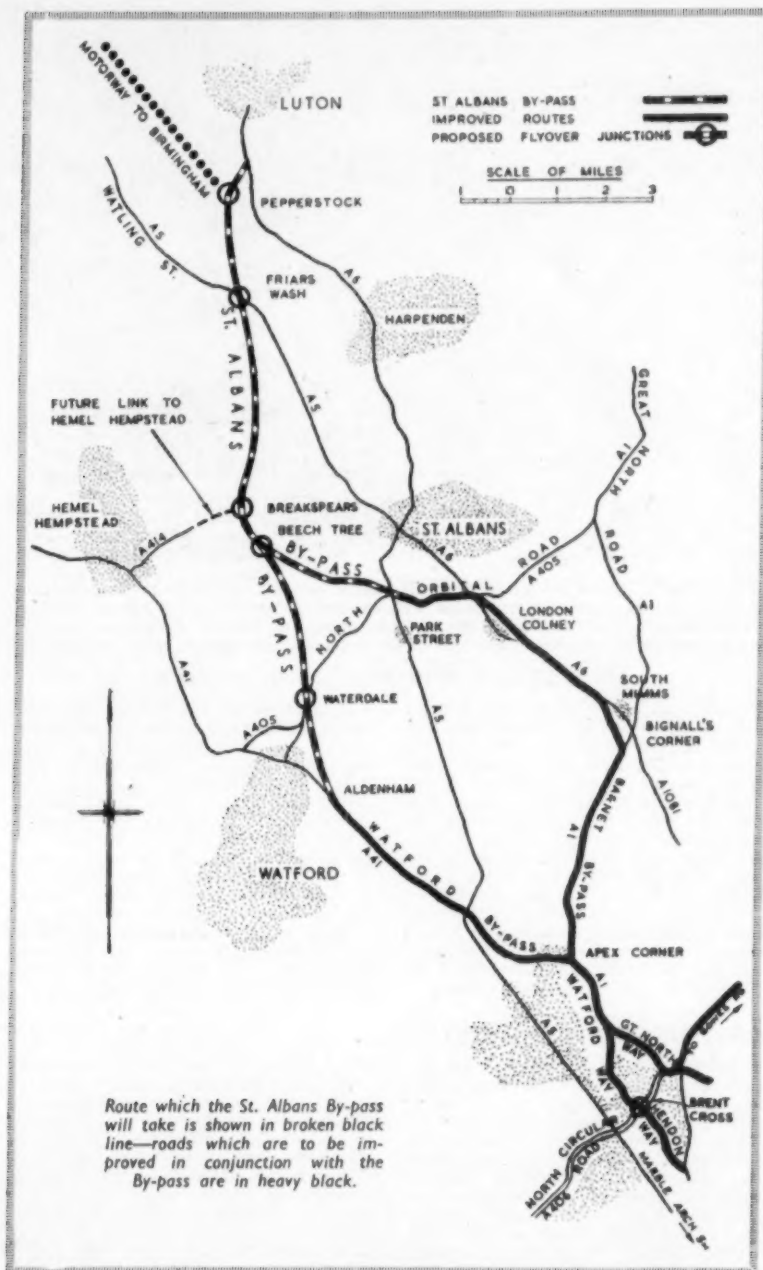 MOTORWAY TO BIRMINGHAM
LUTON
ST ALBANS BY-PASS
IMPROVED ROUTES
PROPOSED FLYOVER JUNCTIONS
SCALE OF MILES
1 0 1 2 3
PEPPERSTOCK
A5
WATLING ST.
FRIARS
WASH
A6
HARPENDEN
ST. ALBANS
A5
FUTURE LINK TO
HEMEL HEMPSTEAD
GREAT NORTH
A1
HEMEL
HEMPSTEAD
A414
BREAKSPEARS
BEECH TREE
BY-PASS
BY-PASS
ST. ALBANS
A6
ORBITAL
ROAD
A405
ROAD
A1
NORTH
PARK
STREET
LONDON
COLNEY
A6
SOUTH
MIMMS
BIGNALL'S
CORNER
A41
A405
WATERDALE
A5
ALDENHAM
A1081
BARNET
A1
BY-PASS
WATFORD
WATFORD
A41
BY-PASS
APEX CORNER
A1
WATFORD
WAY
GT NORTH
WAY
TO
A5
HENDON
WAY
BRENT
CROSS
NORTH CIRCULAR
ROAD
A406
MARBLE ARCH 5M
Route which the St. Albans By-pass
will take is shown in broken black
line—roads which are to be im-
proved in conjunction with the
By-pass are in heavy black.